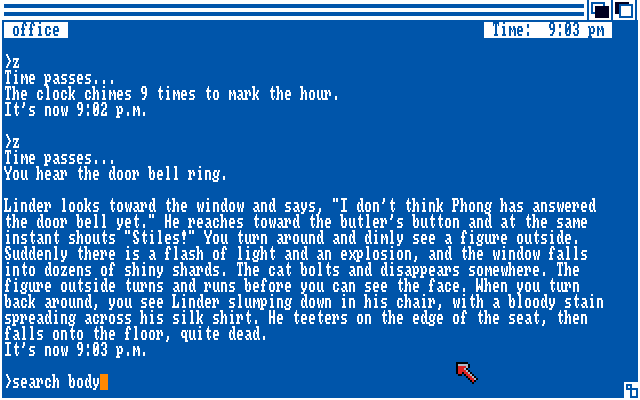 office Time: 9:03 pm
>z
Time passes...
The clock chimes 9 times to mark the hour.
It's now 9:02 p.m.
>z
Time passes...
You hear the door bell ring.
Linder looks toward the window and says, "I don't think Phong has answered
the door bell yet." He reaches toward the butler's button and at the same
instant shouts "Stiles!" You turn around and dimly see a figure outside.
Suddenly there is a flash of light and an explosion, and the window falls
into dozens of shiny shards. The cat bolts and disappears somewhere. The
figure outside turns and runs before you can see the face. When you turn
back around, you see Linder slumping down in his chair, with a bloody stain
spreading across his silk shirt. He teeters on the edge of the seat, then
falls onto the floor, quite dead.
It's now 9:03 p.m.
>search body